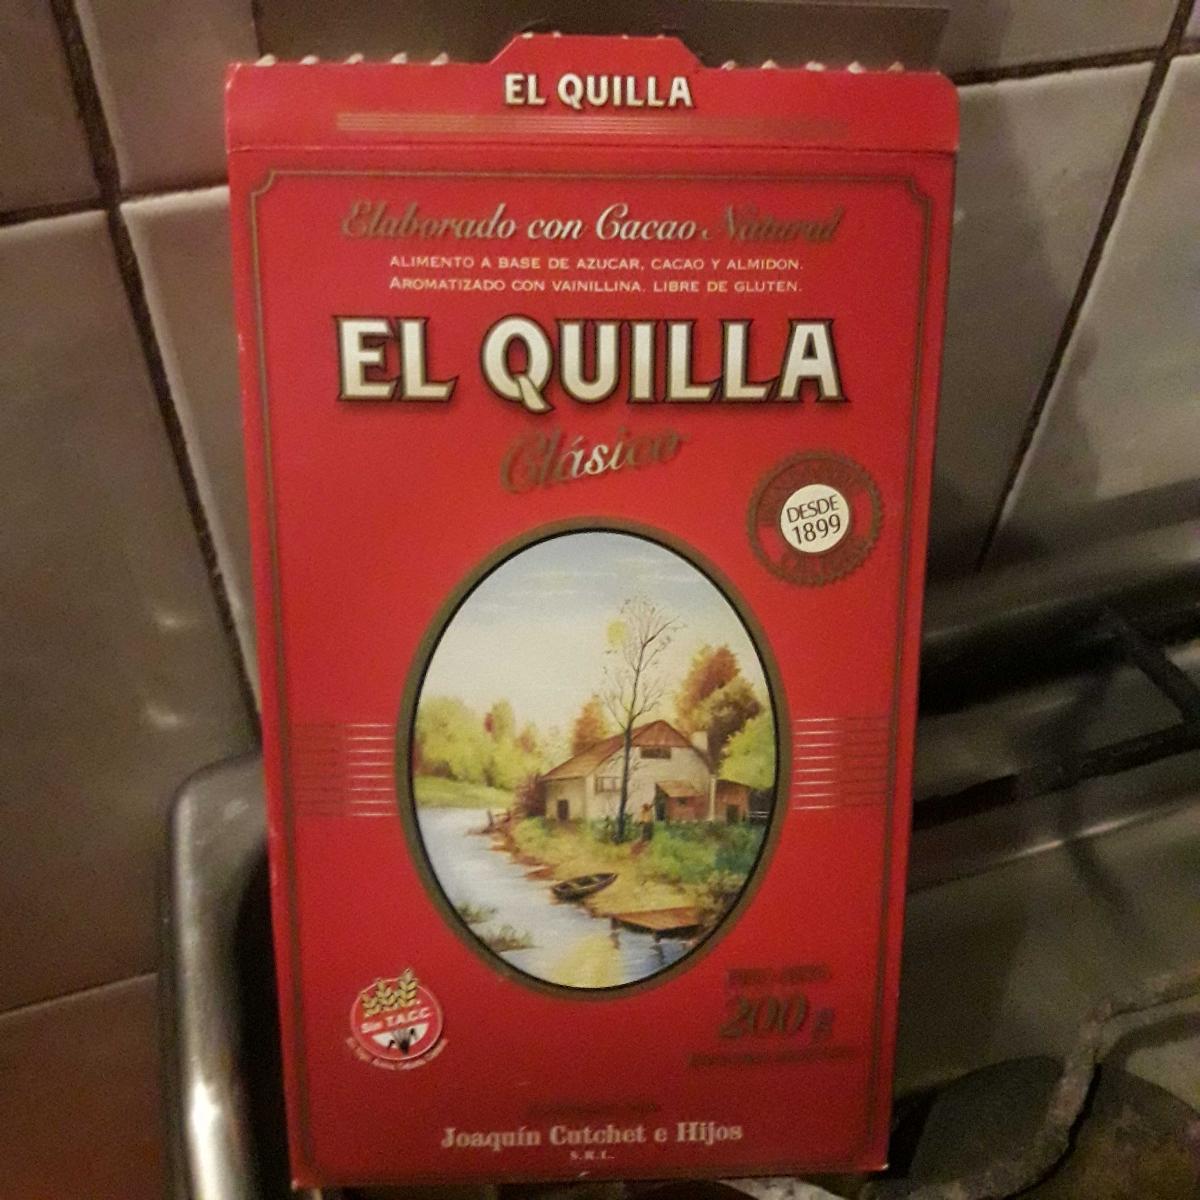 EL QUILLA
Elaborado con Cacao Natural
ALIMENTO A BASE DE AZUCAR, CACAO Y ALMIDON.
AROMATIZADO CON VAINILLINA. LIBRE DE GLUTEN.
EL QUILLA
Clásico
DESDE
1899
Sin T.A.C.C.
200 g
Joaquín Cutchet e Hijos
S.R.L.